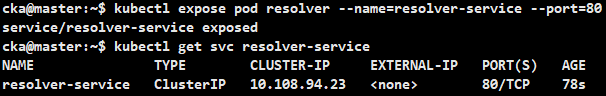 cka@master:~$ kubectl expose pod resolver --name=resolver-service --port=80
service/resolver-service exposed
cka@master:~$ kubectl get svc resolver-service
NAME TYPE CLUSTER-IP EXTERNAL-IP PORT(S) AGE
resolver-service ClusterIP 10.108.94.23 <none> 80/TCP 78s